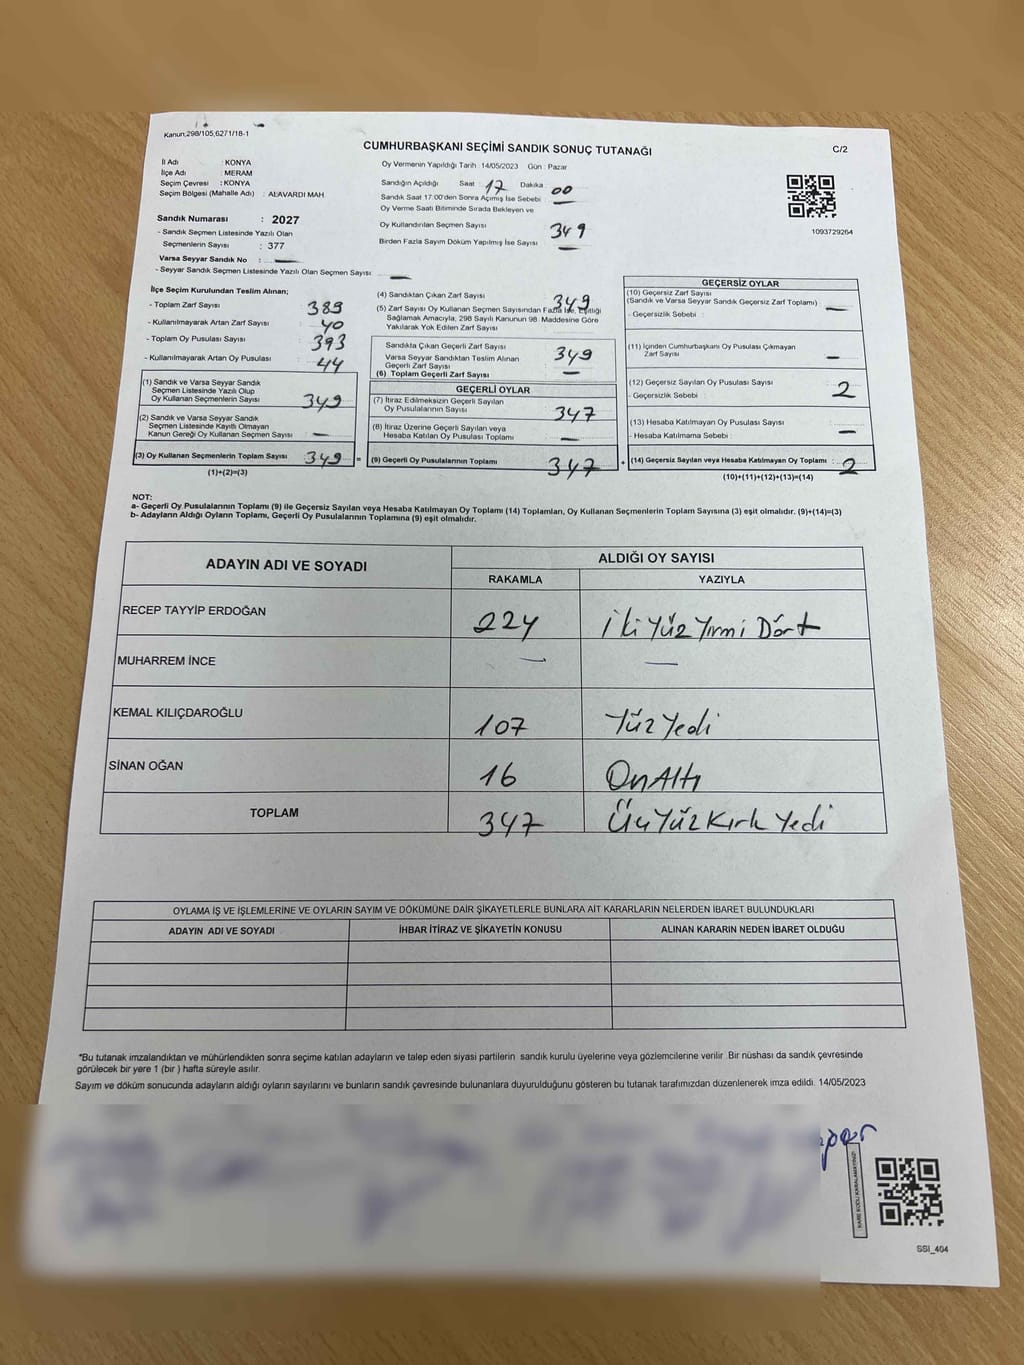 Kanun;298/105,6271/18-1
CUMHURBAŞKANI SEÇİMİ SANDIK SONUÇ TUTANAĞI
C/2
İl Adı : KONYA
İlçe Adı : MERAM
Seçim Çevresi : KONYA
Seçim Bölgesi (Mahalle Adı) : ALAVARDI MAH
Sandık Numarası : 2027
- Sandık Seçmen Listesinde Yazılı Olan
Seçmenlerin Sayısı : 377
Varsa Seyyar Sandık No : —
- Seyyar Sandık Seçmen Listesinde Yazılı Olan Seçmen Sayısı: —
Oy Vermenin Yapıldığı Tarih : 14/05/2023 Gün : Pazar
Sandığın Açıldığı Saat : 17 Dakika : 00
Sandık Saat 17:00'den Sonra Açımış İse Sebebi : —
Oy Verme Saati Bitiminde Sırada Bekleyen ve
Oy Kullandırılan Seçmen Sayısı : 349
Birden Fazla Sayım Döküm Yapılmış İse Sayısı : —
1093729264
İlçe Seçim Kurulundan Teslim Alınan;
- Toplam Zarf Sayısı : 389
- Kullanılmayarak Artan Zarf Sayısı : 40
- Toplam Oy Pusulası Sayısı : 393
- Kullanılmayarak Artan Oy Pusulası : 44
(1) Sandık ve Varsa Seyyar Sandık
Seçmen Listesinde Yazılı Olup
Oy Kullanan Seçmenlerin Sayısı : 349
(2) Sandık ve Varsa Seyyar Sandık
Seçmen Listesinde Kayıtlı Olmayan
Kanun Gereği Oy Kullanan Seçmen Sayısı : —
(3) Oy Kullanan Seçmenlerin Toplam Sayısı : 349 =
(1)+(2)=(3)
(4) Sandıktan Çıkan Zarf Sayısı : 349
(5) Zarf Sayısı Oy Kullanan Seçmen Sayısından Fazla İse, Eşitliği
Sağlamak Amacıyla, 298 Sayılı Kanunun 98. Maddesine Göre
Yakılarak Yok Edilen Zarf Sayısı :
Sandıkta Çıkan Geçerli Zarf Sayısı : 349
Varsa Seyyar Sandıktan Teslim Alınan
Geçerli Zarf Sayısı
(6) Toplam Geçerli Zarf Sayısı : —
GEÇERLİ OYLAR
(7) İtiraz Edilmeksizin Geçerli Sayılan
Oy Pusulalarının Sayısı : 347
(8) İtiraz Üzerine Geçerli Sayılan veya
Hesaba Katılan Oy Pusulası Toplamı : —
(9) Geçerli Oy Pusulalarının Toplamı : 347 +
GEÇERSİZ OYLAR
(10) Geçersiz Zarf Sayısı
(Sandık ve Varsa Seyyar Sandık Geçersiz Zarf Toplamı) : —
- Geçersizlik Sebebi :
(11) İçinden Cumhurbaşkanı Oy Pusulası Çıkmayan
Zarf Sayısı : —
(12) Geçersiz Sayılan Oy Pusulası Sayısı : 2
- Geçersizlik Sebebi :
(13) Hesaba Katılmayan Oy Pusulası Sayısı : —
- Hesaba Katılmama Sebebi :
(14) Geçersiz Sayılan veya Hesaba Katılmayan Oy Toplamı : 2
(10)+(11)+(12)+(13)=(14)
NOT:
a- Geçerli Oy Pusulalarının Toplamı (9) ile Geçersiz Sayılan veya Hesaba Katılmayan Oy Toplamı (14) Toplamları, Oy Kullanan Seçmenlerin Toplam Sayısına (3) eşit olmalıdır. (9)+(14)=(3)
b- Adayların Aldığı Oyların Toplamı, Geçerli Oy Pusulalarının Toplamına (9) eşit olmalıdır.
ADAYIN ADI VE SOYADI
ALDIĞI OY SAYISI
RAKAMLA YAZIYLA
RECEP TAYYİP ERDOĞAN 224 İki Yüz Yirmi Dört
MUHARREM İNCE — —
KEMAL KILIÇDAROĞLU 107 Yüz Yedi
SİNAN OĞAN 16 On Altı
TOPLAM 347 Üç Yüz Kırk Yedi
OYLAMA İŞ VE İŞLEMLERİNE VE OYLARIN SAYIM VE DÖKÜMÜNE DAİR ŞİKAYETLERLE BUNLARA AİT KARARLARIN NELERDEN İBARET BULUNDUKLARI
ADAYIN ADI VE SOYADI İHBAR İTİRAZ VE ŞİKAYETİN KONUSU ALINAN KARARIN NEDEN İBARET OLDUĞU
*Bu tutanak imzalandıktan ve mühürlendikten sonra seçime katılan adayların ve talep eden siyasi partilerin sandık kurulu üyelerine veya gözlemcilerine verilir .Bir nüshası da sandık çevresinde
görülecek bir yere 1 (bir ) hafta süreyle asılır.
Sayım ve döküm sonucunda adayların aldığı oyların sayılarını ve bunların sandık çevresinde bulunanlara duyurulduğunu gösteren bu tutanak tarafımızdan düzenlenerek imza edildi. 14/05/2023
KARE KODU KARALAMAYINIZ!
SSI_404